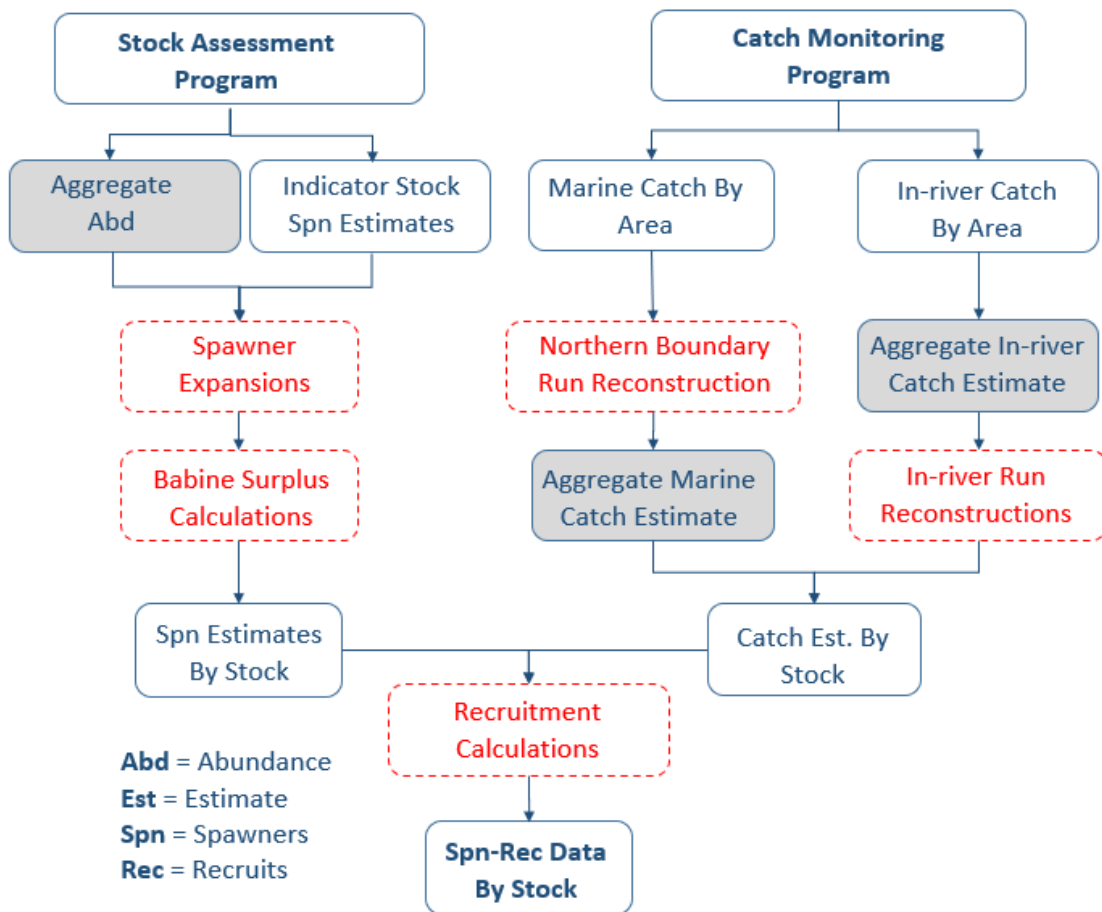 Stock Assessment
Program
Catch Monitoring
Program
Aggregate
Abd
Indicator Stock
Spn Estimates
Marine Catch By
Area
In-river Catch
By Area
Spawner
Expansions
Northern Boundary
Run Reconstruction
Aggregate In-river
Catch Estimate
Babine Surplus
Calculations
Aggregate Marine
Catch Estimate
In-river Run
Reconstructions
Spn Estimates
By Stock
Catch Est. By
Stock
Recruitment
Calculations
Abd = Abundance
Est = Estimate
Spn = Spawners
Rec = Recruits
Spn-Rec Data
By Stock